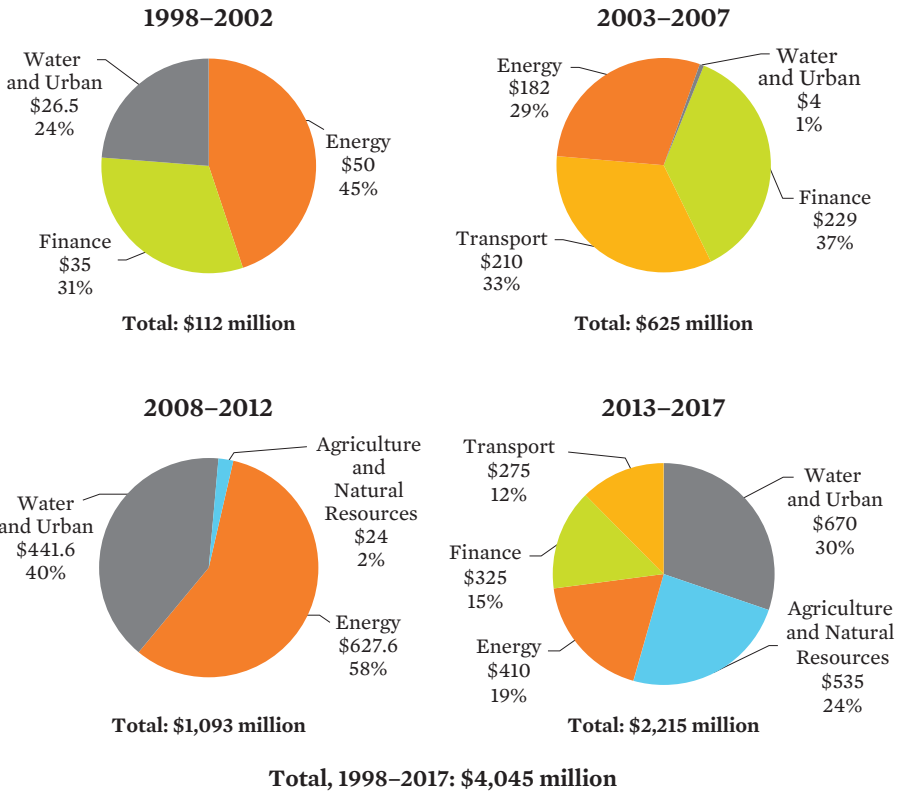 1998–2002
Water
and Urban
$26.5
24%
Energy
$50
45%
Finance
$35
31%
Total: $112 million
2003–2007
Energy
$182
29%
Water
and Urban
$4
1%
Finance
$229
37%
Transport
$210
33%
Total: $625 million
2008–2012
Agriculture
and
Natural
Resources
$24
2%
Water
and Urban
$441.6
40%
Energy
$627.6
58%
Total: $1,093 million
2013–2017
Transport
$275
12%
Water
and Urban
$670
30%
Finance
$325
15%
Agriculture
and Natural
Resources
$535
24%
Energy
$410
19%
Total: $2,215 million
Total, 1998–2017: $4,045 million